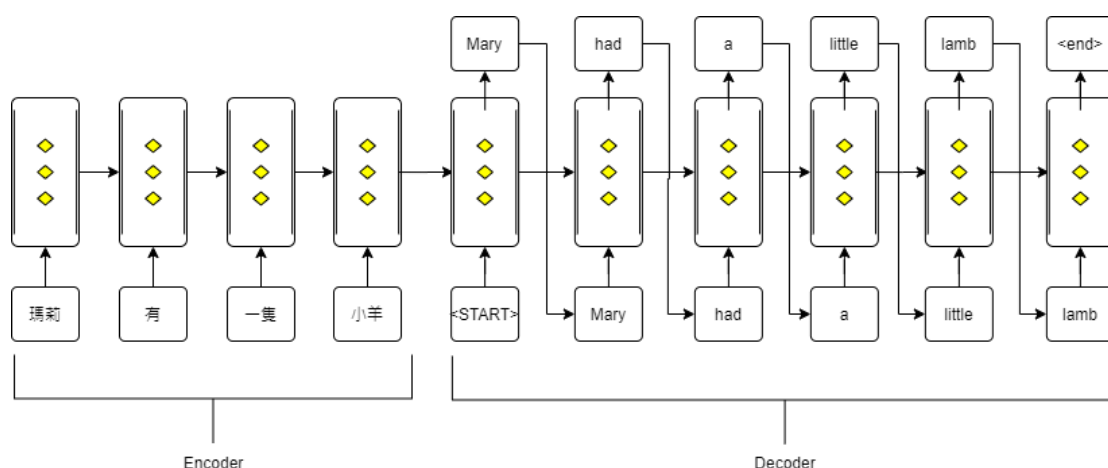 Mary had a little lamb <end>
瑪莉 有 一隻 小羊 <START> Mary had a little lamb
Encoder Decoder